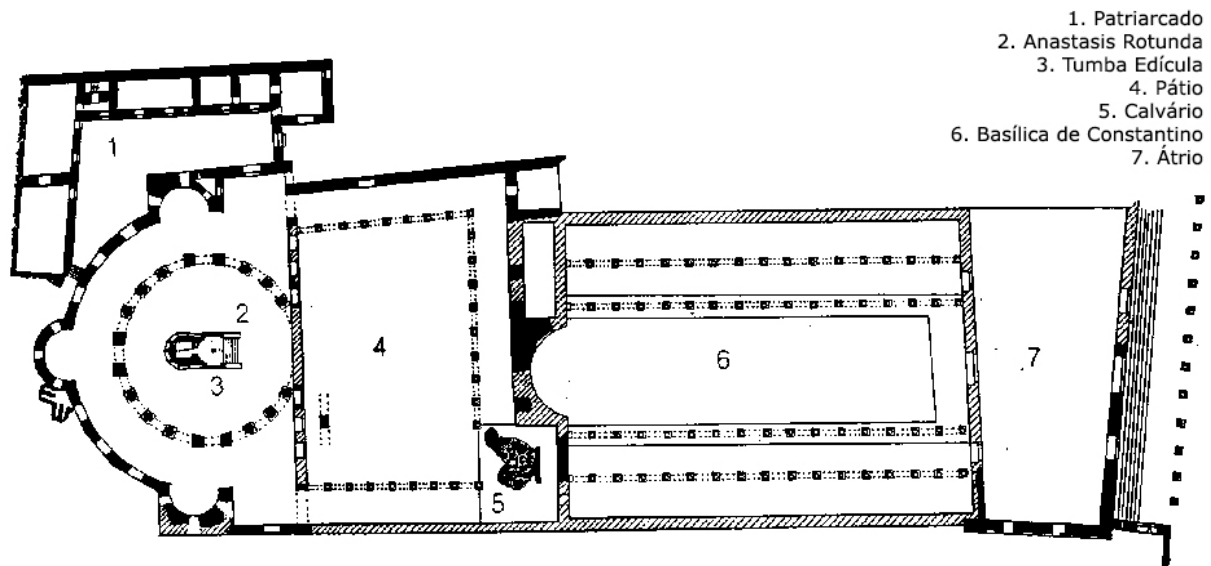 1. Patriarcado
2. Anastasis Rotunda
3. Tumba Edícula
4. Pátio
5. Calvário
6. Basílica de Constantino
7. Átrio
1
2
3
4
5
6
7